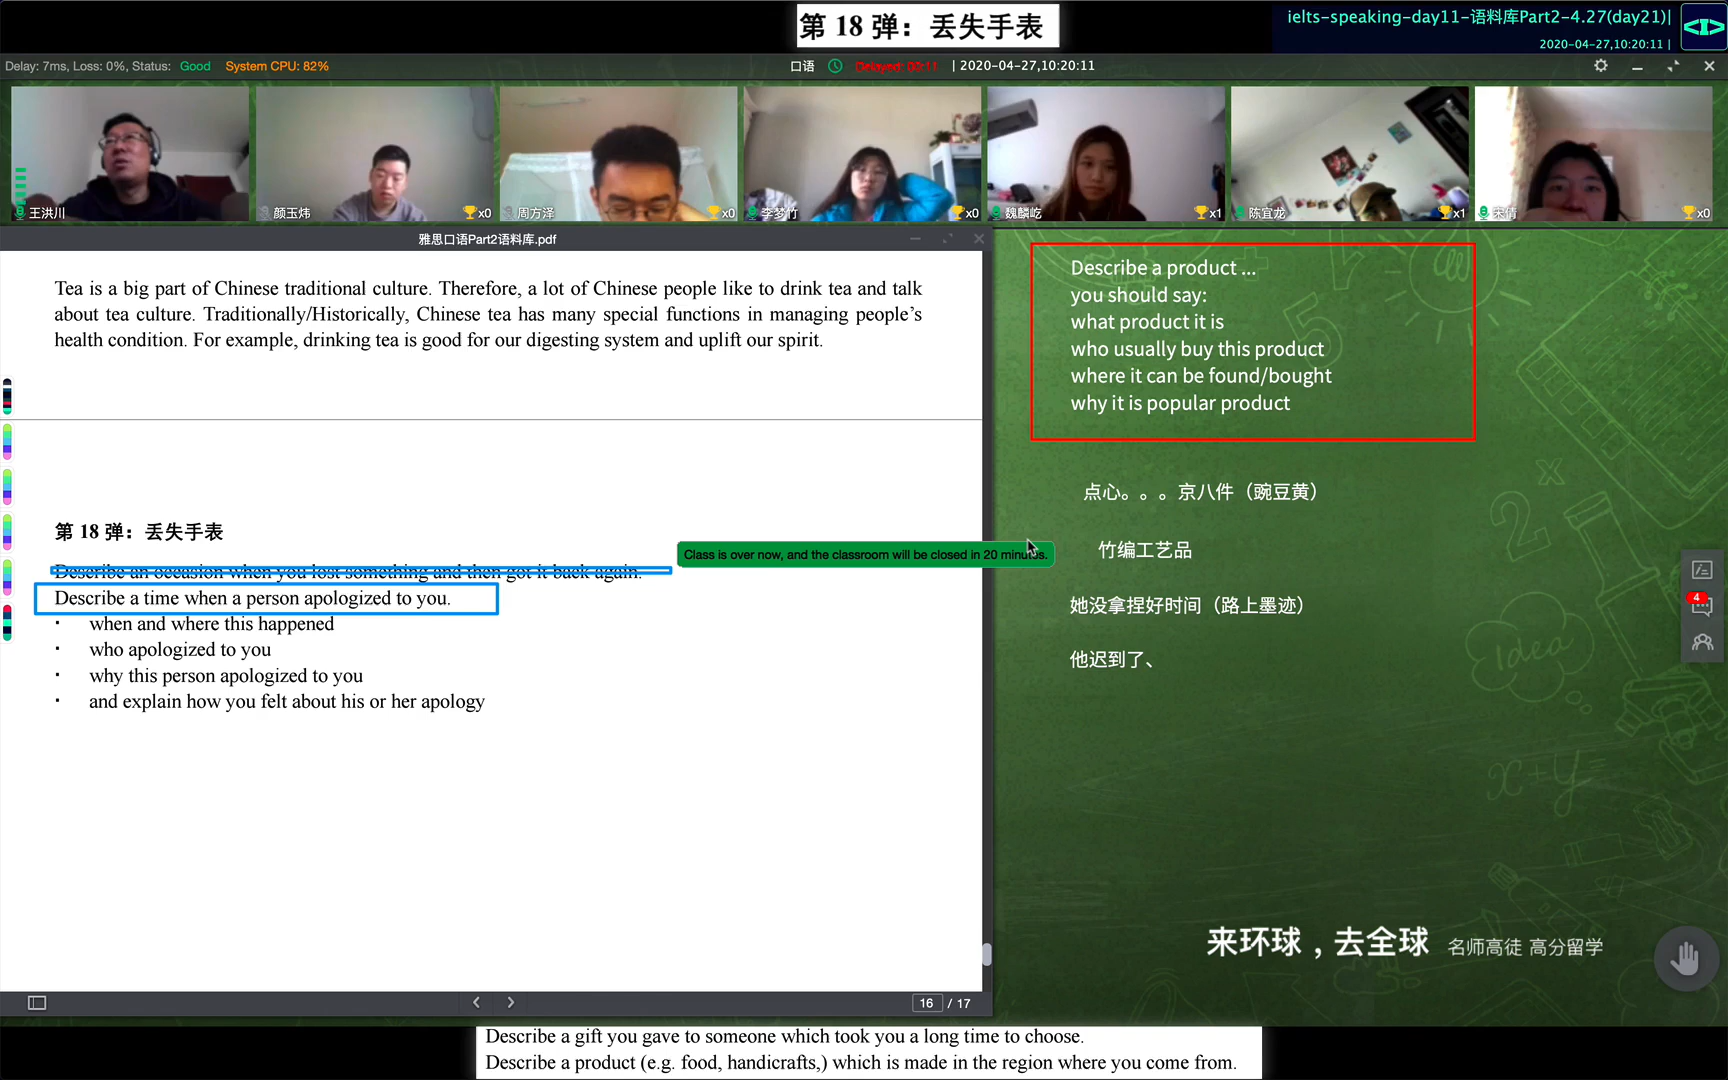 第 18 弹：丢失手表
ielts-speaking-day11-语料库Part2-4.27(day21)|
2020-04-27,10:20:11 |
Delay: 7ms, Loss: 0%, Status: Good System CPU: 82%
口语 Delayed: 00:11 | 2020-04-27,10:20:11
王洪川
颜玉炜 x0
周方泽 x0
李梦竹 x0
魏麟屹 x1
陈宜龙 x1
宋倩 x0
雅思口语Part2语料库.pdf
Tea is a big part of Chinese traditional culture. Therefore, a lot of Chinese people like to drink tea and talk
about tea culture. Traditionally/Historically, Chinese tea has many special functions in managing people’s
health condition. For example, drinking tea is good for our digesting system and uplift our spirit.
第 18 弹：丢失手表
Describe an occasion when you lost something and then got it back again.
Describe a time when a person apologized to you.
· when and where this happened
· who apologized to you
· why this person apologized to you
· and explain how you felt about his or her apology
Class is over now, and the classroom will be closed in 20 minutes.
16 / 17
Describe a product ...
you should say:
what product it is
who usually buy this product
where it can be found/bought
why it is popular product
点心。。。京八件（豌豆黄）
竹编工艺品
她没拿捏好时间（路上墨迹）
他迟到了、
4
idea
来环球，去全球 名师高徒 高分留学
Describe a gift you gave to someone which took you a long time to choose.
Describe a product (e.g. food, handicrafts,) which is made in the region where you come from.